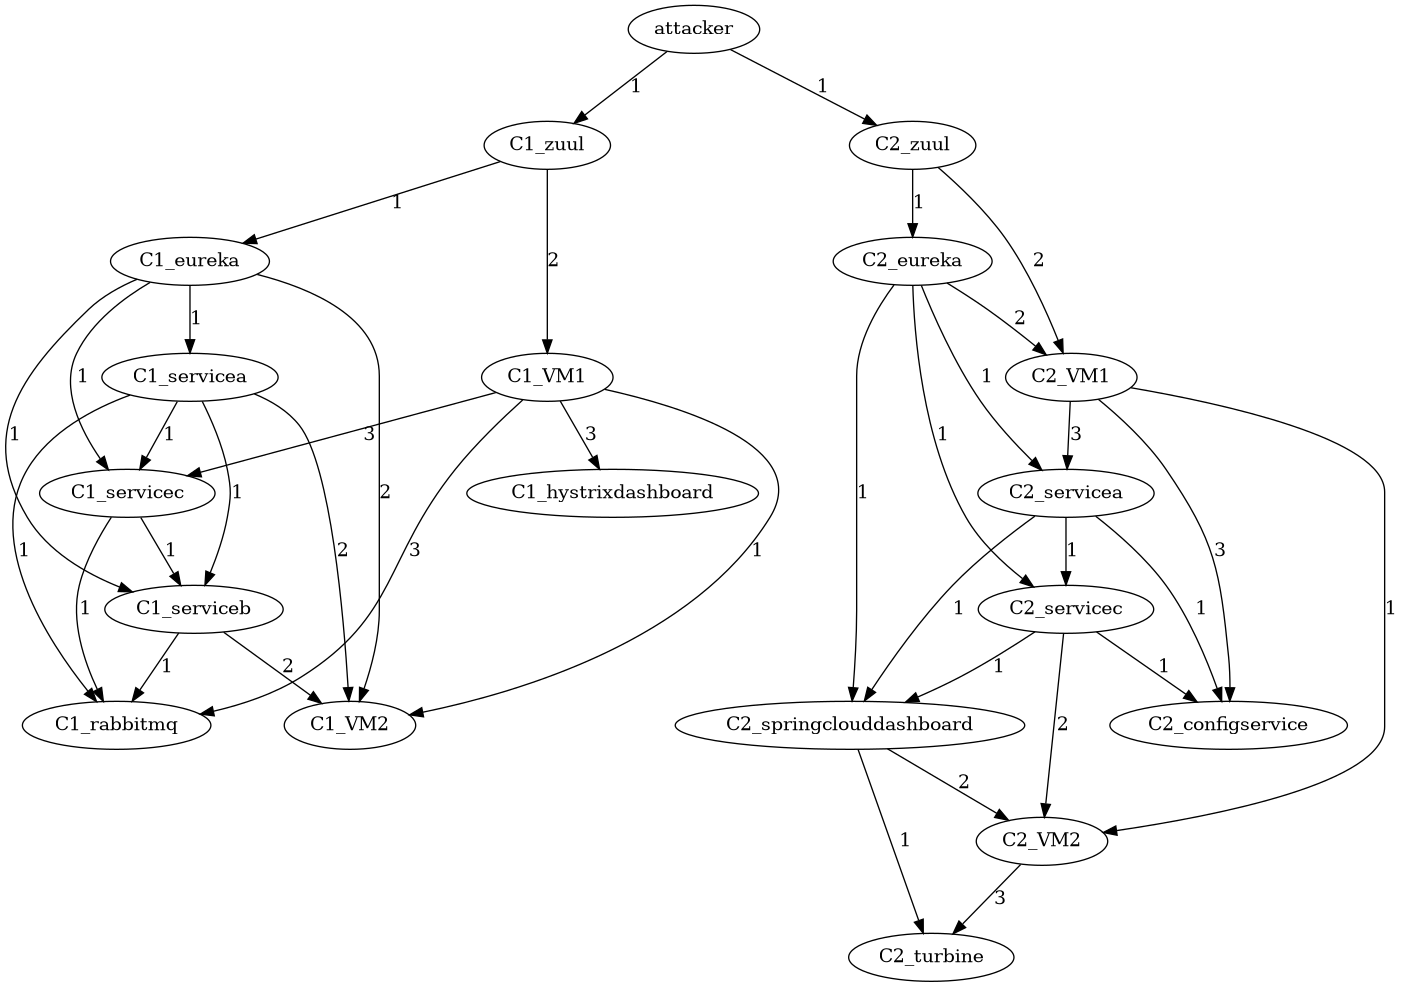 attacker
1
1
C1_zuul
C2_zuul
1
1
2
2
C1_eureka
C2_eureka
1
2
1
1
C1_servicea
C1_VM1
C2_VM1
1
1
3
3
1
3
C1_servicec
C1_hystrixdashboard
C2_servicea
1
1
2
2
3
1
1
1
1
1
1
3
1
C1_serviceb
C2_servicec
1
1
2
1
2
1
C1_rabbitmq
C1_VM2
C2_springclouddashboard
C2_configservice
2
C2_VM2
1
3
C2_turbine